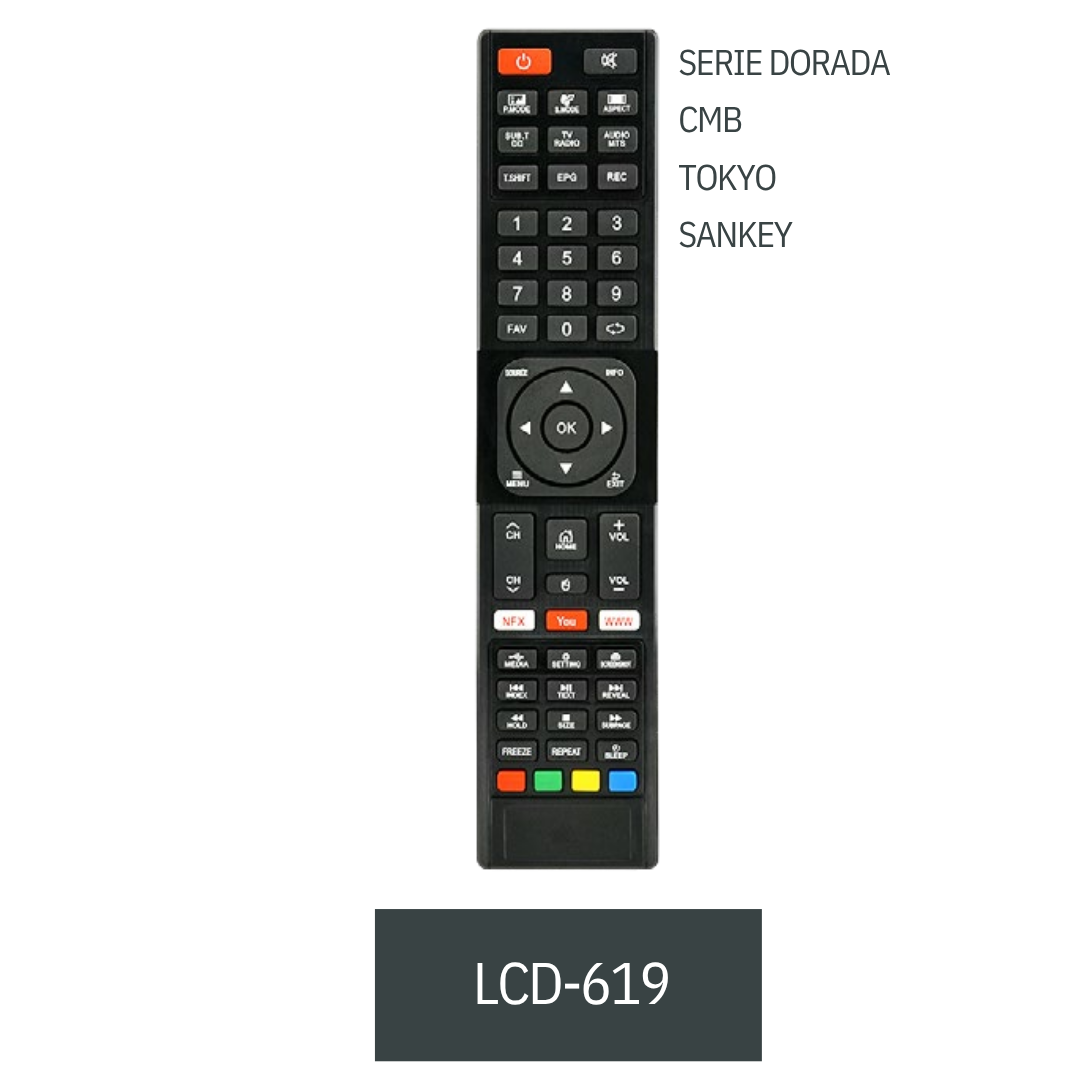 SERIE DORADA
CMB
TOKYO
SANKEY
P.MODE S.MODE ASPECT
SUB.T TV AUDIO
CC RADIO MTS
T.SHIFT EPG REC
1 2 3
4 5 6
7 8 9
FAV 0
SOURCE INFO
OK
MENU EXIT
CH + VOL
HOME
CH VOL -
NFX You WWW
MEDIA SETTING SCREENSHOT
INDEX TEXT REVEAL
HOLD SIZE SUBPAGE
FREEZE REPEAT SLEEP
LCD-619